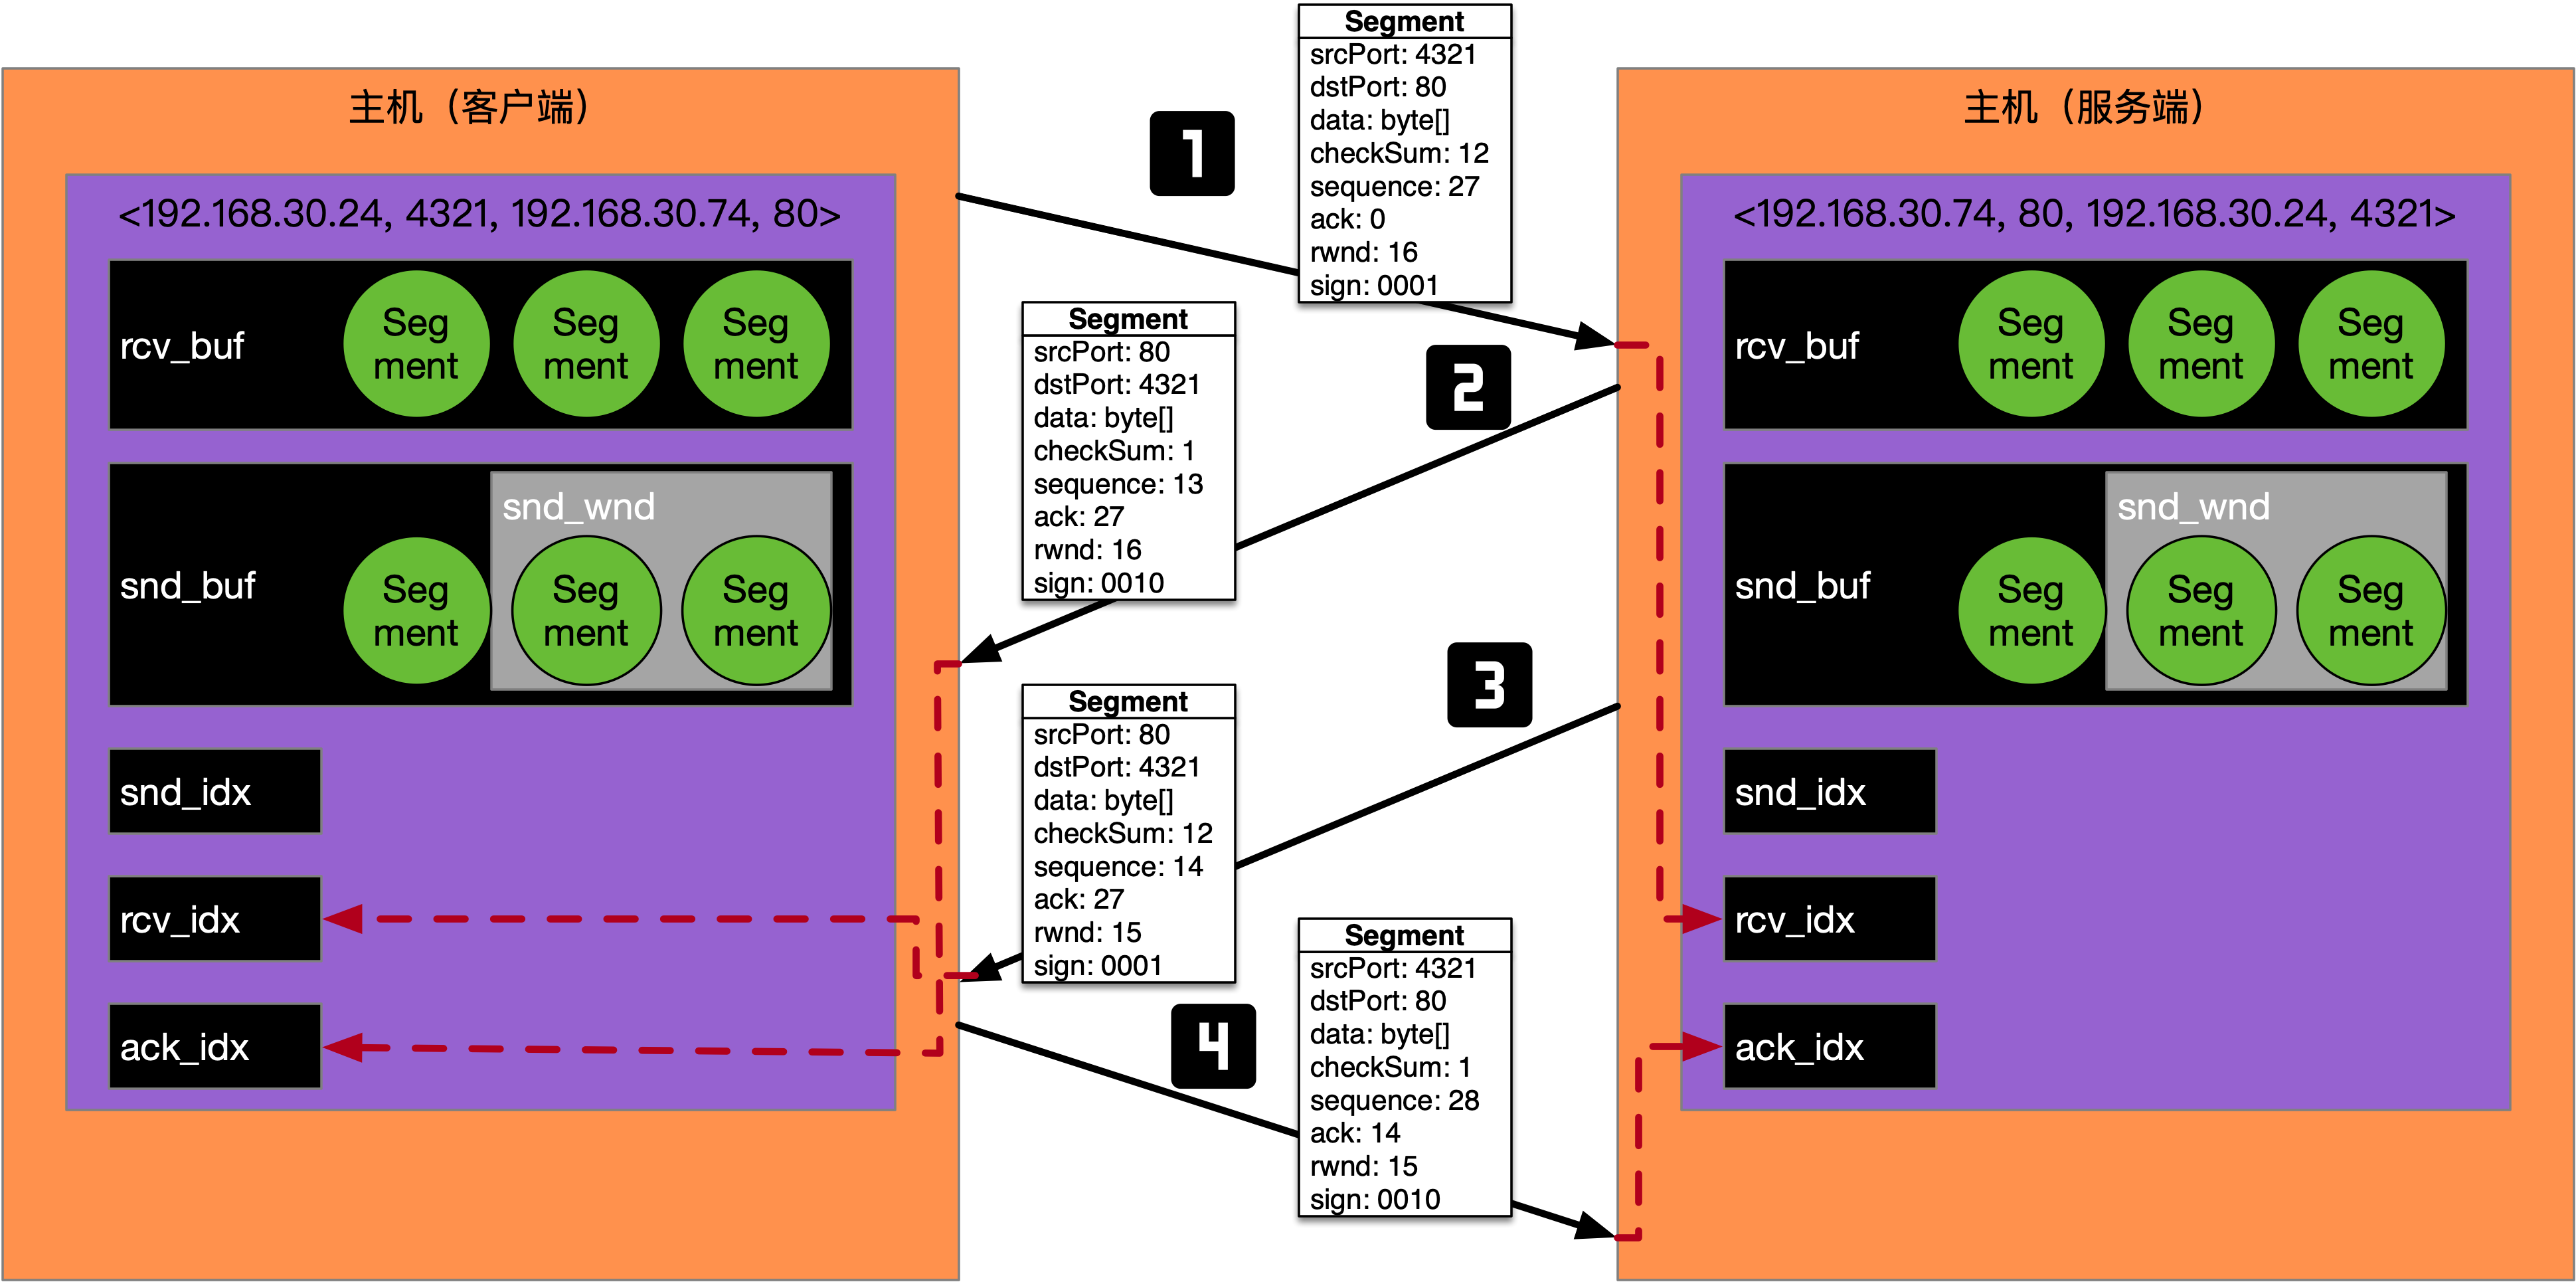 主机（客户端）
<192.168.30.24, 4321, 192.168.30.74, 80>
rcv_buf
Seg
ment
Seg
ment
Seg
ment
snd_buf
snd_wnd
Seg
ment
Seg
ment
Seg
ment
snd_idx
rcv_idx
ack_idx
1
Segment
srcPort: 4321
dstPort: 80
data: byte[]
checkSum: 12
sequence: 27
ack: 0
rwnd: 16
sign: 0001
2
Segment
srcPort: 80
dstPort: 4321
data: byte[]
checkSum: 1
sequence: 13
ack: 27
rwnd: 16
sign: 0010
3
Segment
srcPort: 80
dstPort: 4321
data: byte[]
checkSum: 12
sequence: 14
ack: 27
rwnd: 15
sign: 0001
4
Segment
srcPort: 4321
dstPort: 80
data: byte[]
checkSum: 1
sequence: 28
ack: 14
rwnd: 15
sign: 0010
主机（服务端）
<192.168.30.74, 80, 192.168.30.24, 4321>
rcv_buf
Seg
ment
Seg
ment
Seg
ment
snd_buf
snd_wnd
Seg
ment
Seg
ment
Seg
ment
snd_idx
rcv_idx
ack_idx